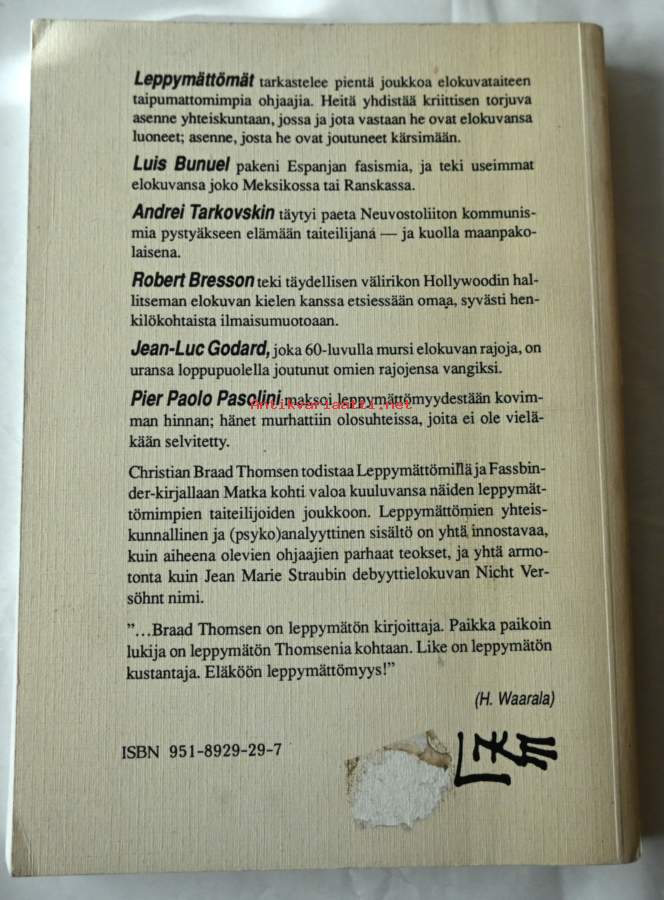 Leppymättömät tarkastelee pientä joukkoa elokuvataiteen
taipumattomimpia ohjaajia. Heitä yhdistää kriittisen torjuva
asenne yhteiskuntaan, jossa ja jota vastaan he ovat elokuvansa
luoneet; asenne, josta he ovat joutuneet kärsimään.
Luis Bunuel pakeni Espanjan fasismia, ja teki useimmat
elokuvansa joko Meksikossa tai Ranskassa.
Andrei Tarkovskin täytyi paeta Neuvostoliiton kommunis-
mia pystyäkseen elämään taiteilijana — ja kuolla maanpako-
laisena.
Robert Bresson teki täydellisen välirikon Hollywoodin hal-
litseman elokuvan kielen kanssa etsiessään omaa, syvästi hen-
kilökohtaista ilmaisumuotoaan.
Jean-Luc Godard, joka 60-luvulla mursi elokuvan rajoja, on
uransa loppupuolella joutunut omien rajojensa vangiksi.
Pier Paolo Pasolini maksoi leppymättömyydestään kovim-
Antikvariaatti.net
man hinnan; hänet murhattiin olosuhteissa, joita ei ole vielä-
kään selvitetty.
Christian Braad Thomsen todistaa Leppymättömillä ja Fassbin-
der-kirjallaan Matka kohti valoa kuuluvansa näiden leppymät-
tömimpien taiteilijoiden joukkoon. Leppymättömien yhteis-
kunnallinen ja (psyko)analyyttinen sisältö on yhtä innostavaa,
kuin aiheena olevien ohjaajien parhaat teokset, ja yhtä armo-
tonta kuin Jean Marie Straubin debyyttielokuvan Nicht Ver-
söhnt nimi.
"...Braad Thomsen on leppymätön kirjoittaja. Paikka paikoin
lukija on leppymätön Thomsenia kohtaan. Like on leppymätön
kustantaja. Eläköön leppymättömyys!"
(H. Waarala)
ISBN 951-8929-29-7